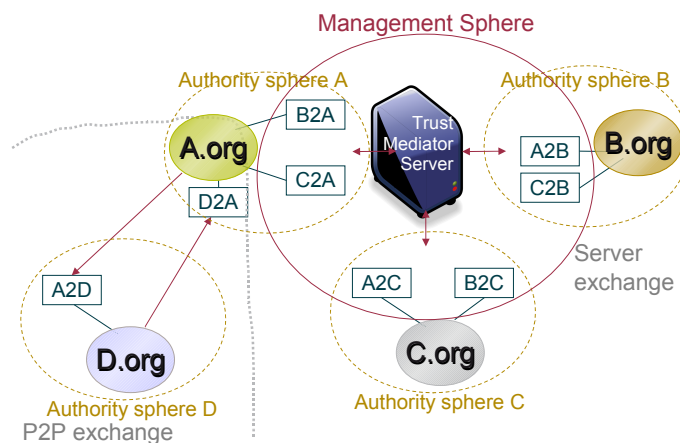 Management Sphere
Authority sphere A
Authority sphere B
B2A
Trust
Mediator
Server
A.org
A2B
B.org
C2A
C2B
D2A
Server
exchange
A2D
A2C
B2C
D.org
C.org
Authority sphere D
Authority sphere C
P2P exchange